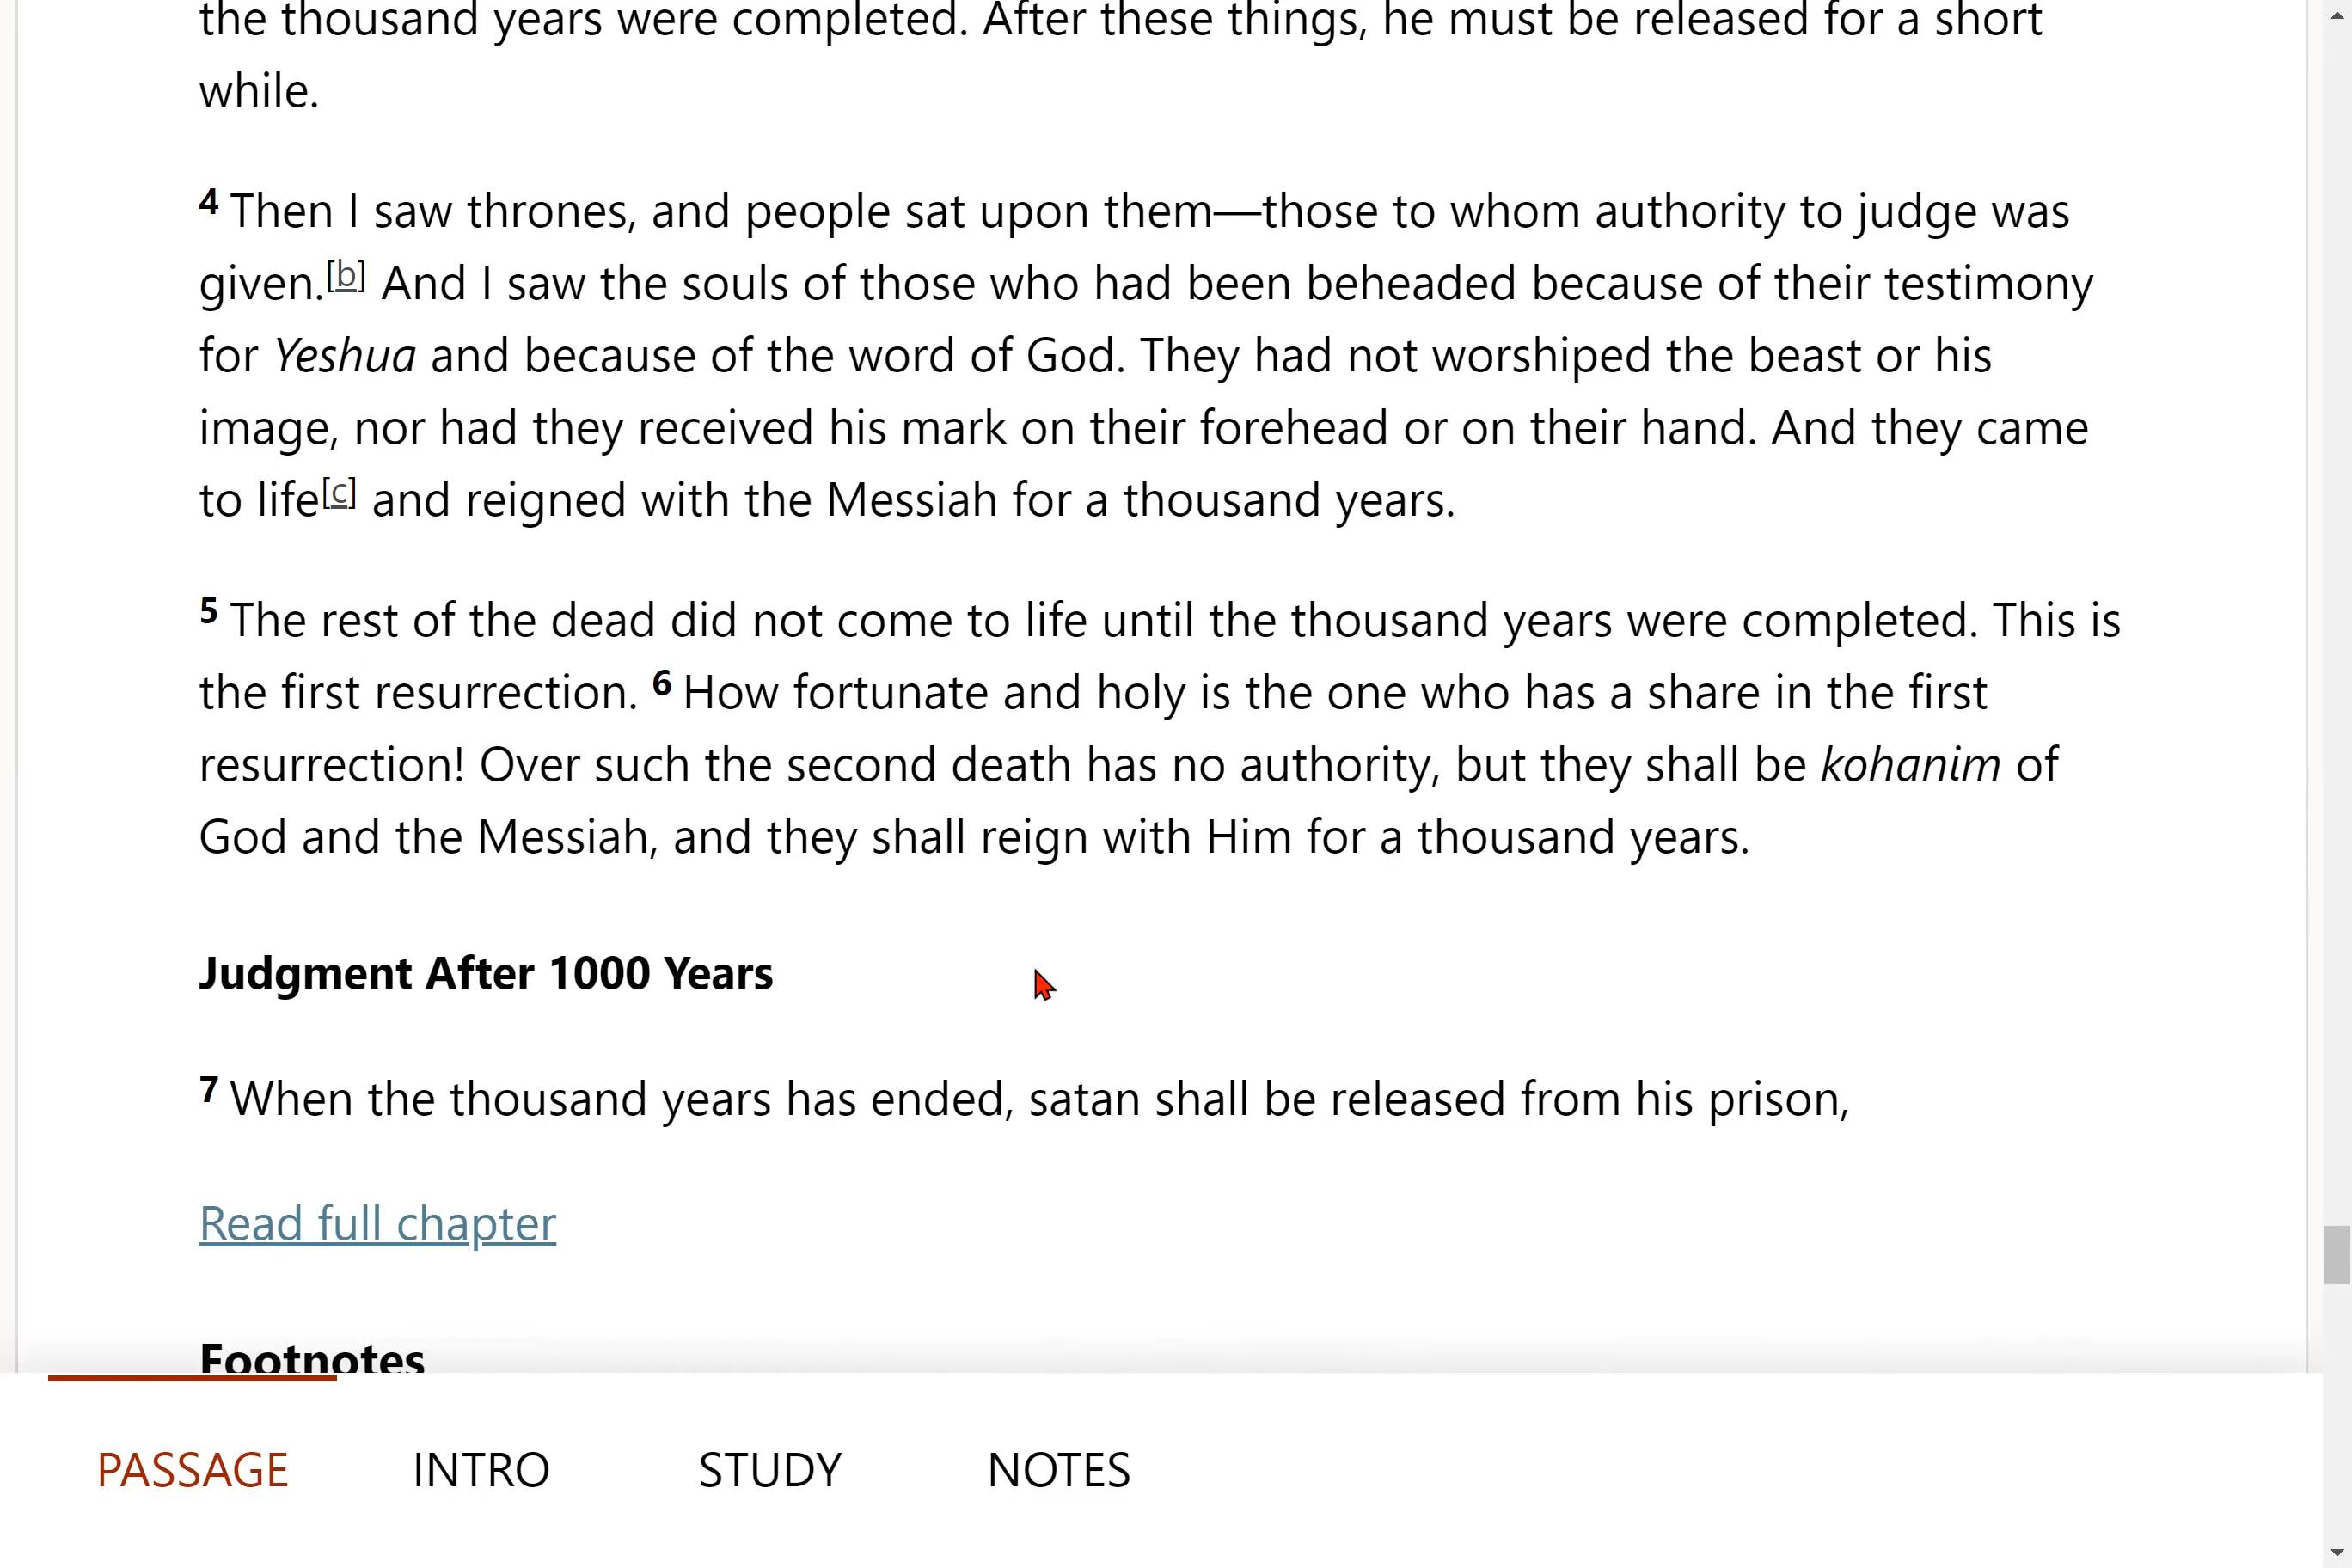 the thousand years were completed. After these things, he must be released for a short
while.
4 Then I saw thrones, and people sat upon them—those to whom authority to judge was
given.[b] And I saw the souls of those who had been beheaded because of their testimony
for Yeshua and because of the word of God. They had not worshiped the beast or his
image, nor had they received his mark on their forehead or on their hand. And they came
to life[c] and reigned with the Messiah for a thousand years.
5 The rest of the dead did not come to life until the thousand years were completed. This is
the first resurrection. 6 How fortunate and holy is the one who has a share in the first
resurrection! Over such the second death has no authority, but they shall be kohanim of
God and the Messiah, and they shall reign with Him for a thousand years.
Judgment After 1000 Years
7 When the thousand years has ended, satan shall be released from his prison,
Read full chapter
Footnotes
PASSAGE INTRO STUDY NOTES